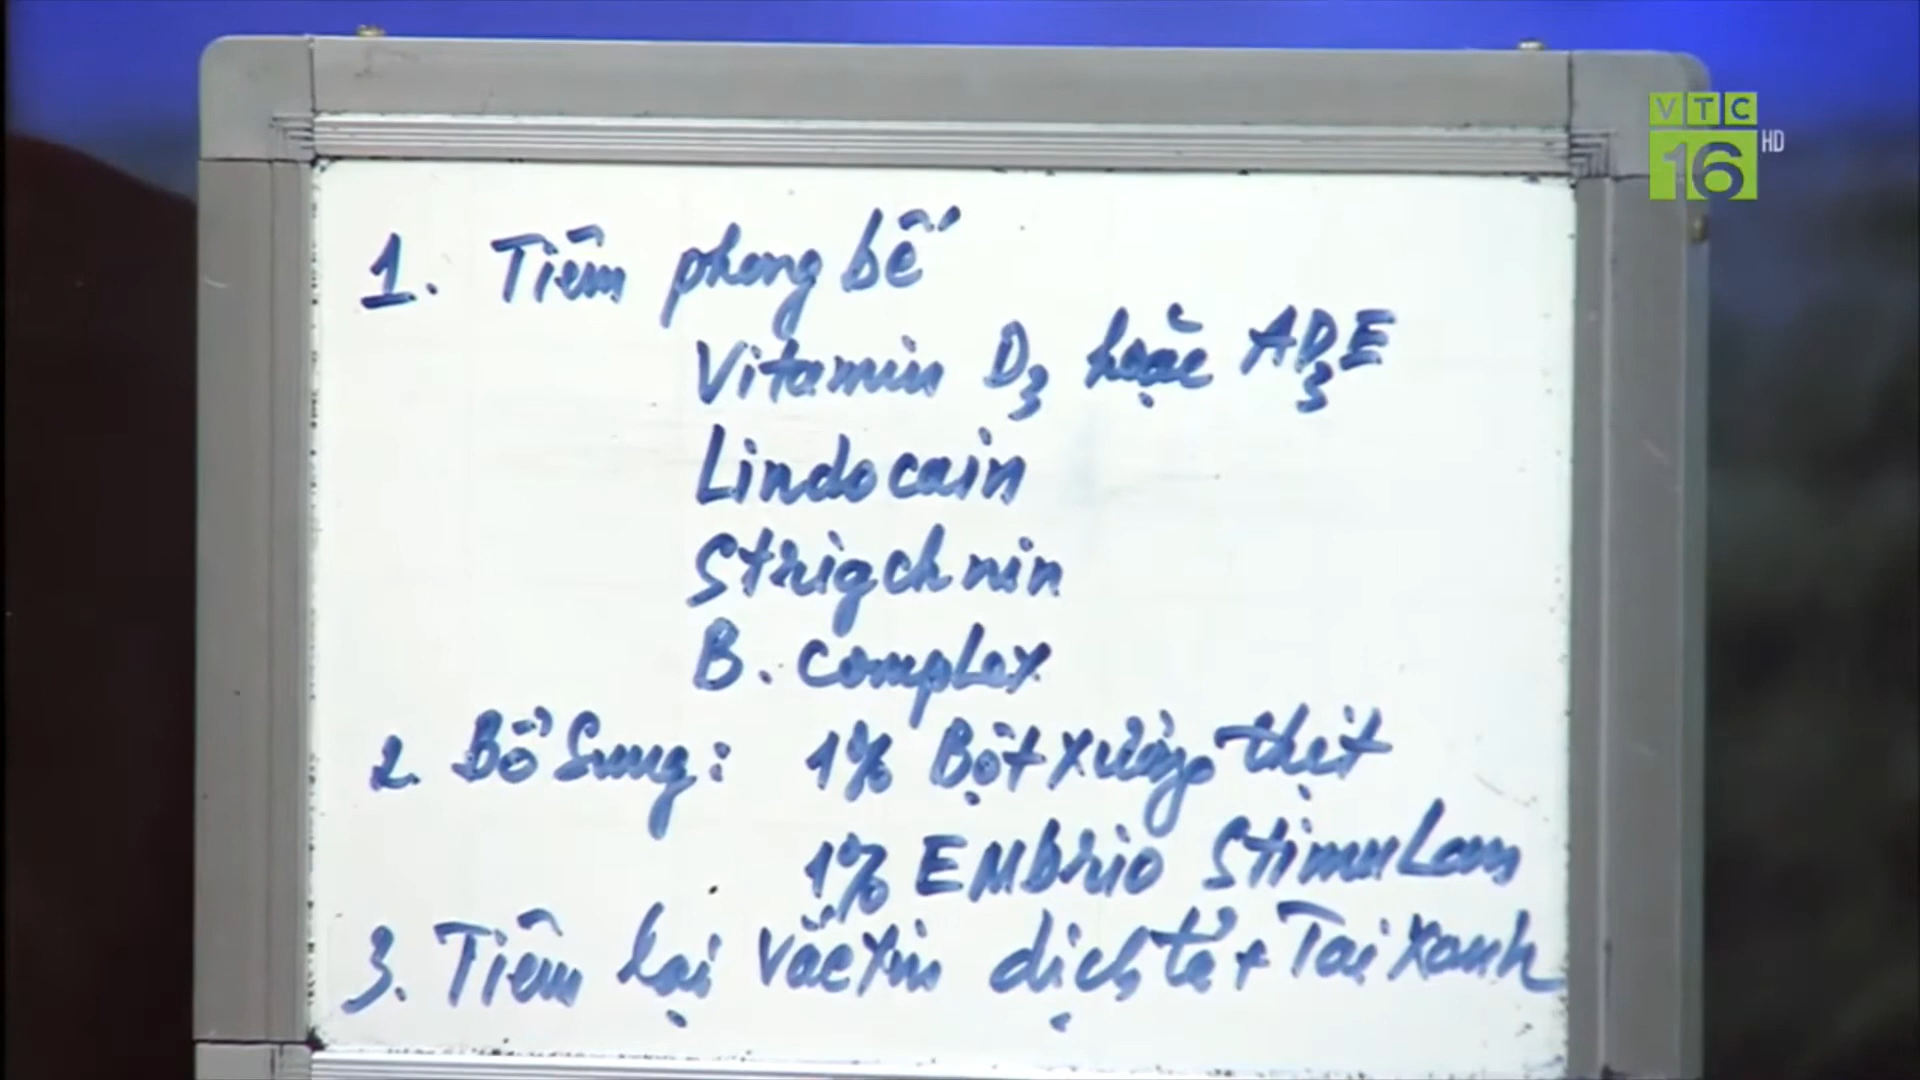 VTC
16 HD
1. Tiêm phong bế
Vitamin D3 hoặc AD3E
Lindocain
Strigchnin
B. complex
2. Bổ sung: 1% Bột xương thịt
1% EMbrio StimuLam
3. Tiêm lại vắcxin dịch tả + Tai xanh